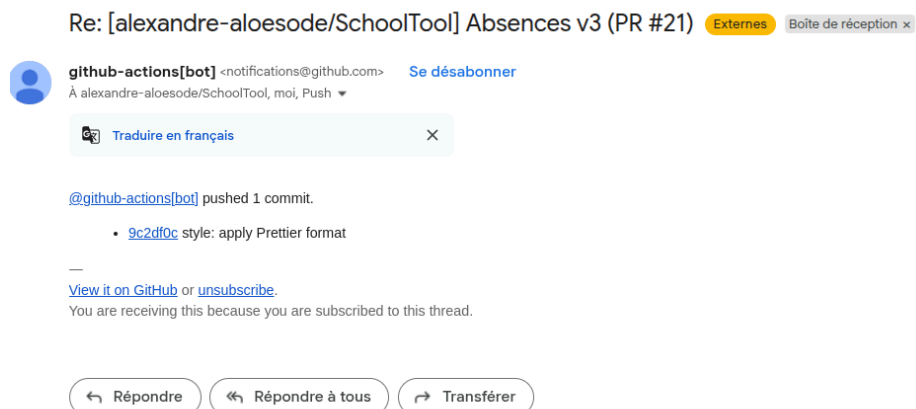 Re: [alexandre-aloesode/SchoolTool] Absences v3 (PR #21) Externes Boîte de réception ×
github-actions[bot] <notifications@github.com> Se désabonner
À alexandre-aloesode/SchoolTool, moi, Push
Traduire en français
@github-actions[bot] pushed 1 commit.
• 9c2df0c style: apply Prettier format
—
View it on GitHub or unsubscribe.
You are receiving this because you are subscribed to this thread.
Répondre Répondre à tous Transférer